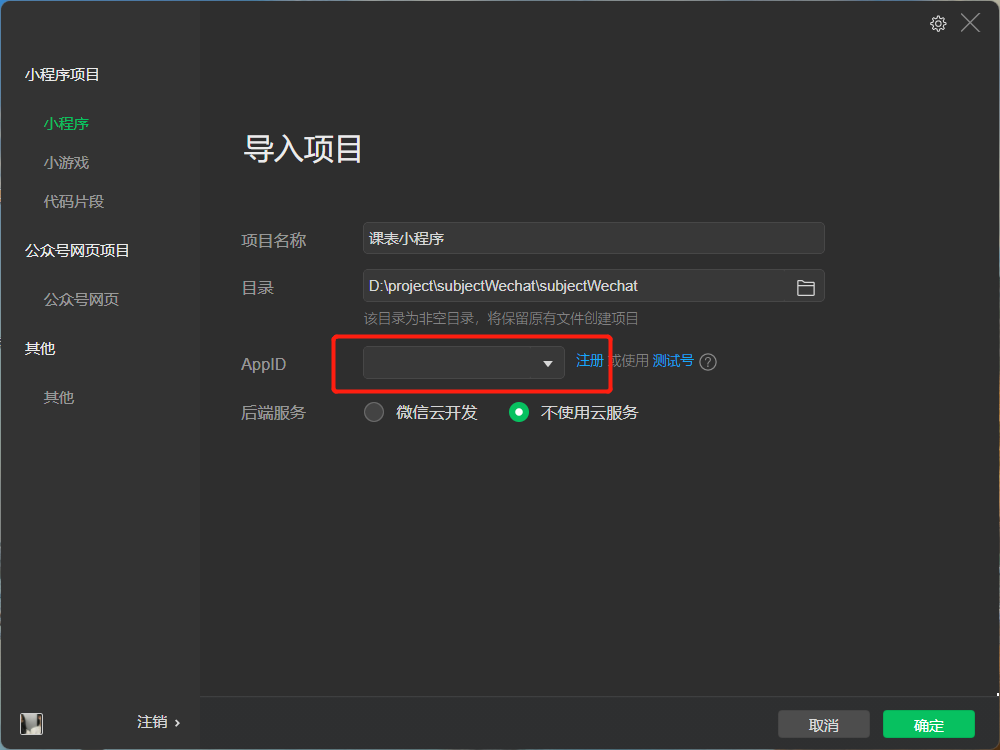 小程序项目
小程序
小游戏
代码片段
公众号网页项目
公众号网页
其他
其他
注销 ›
导入项目
项目名称 课表小程序
目录 D:\project\subjectWechat\subjectWechat
该目录为非空目录，将保留原有文件创建项目
AppID 注册 或使用 测试号 ?
后端服务 微信云开发 不使用云服务
取消 确定